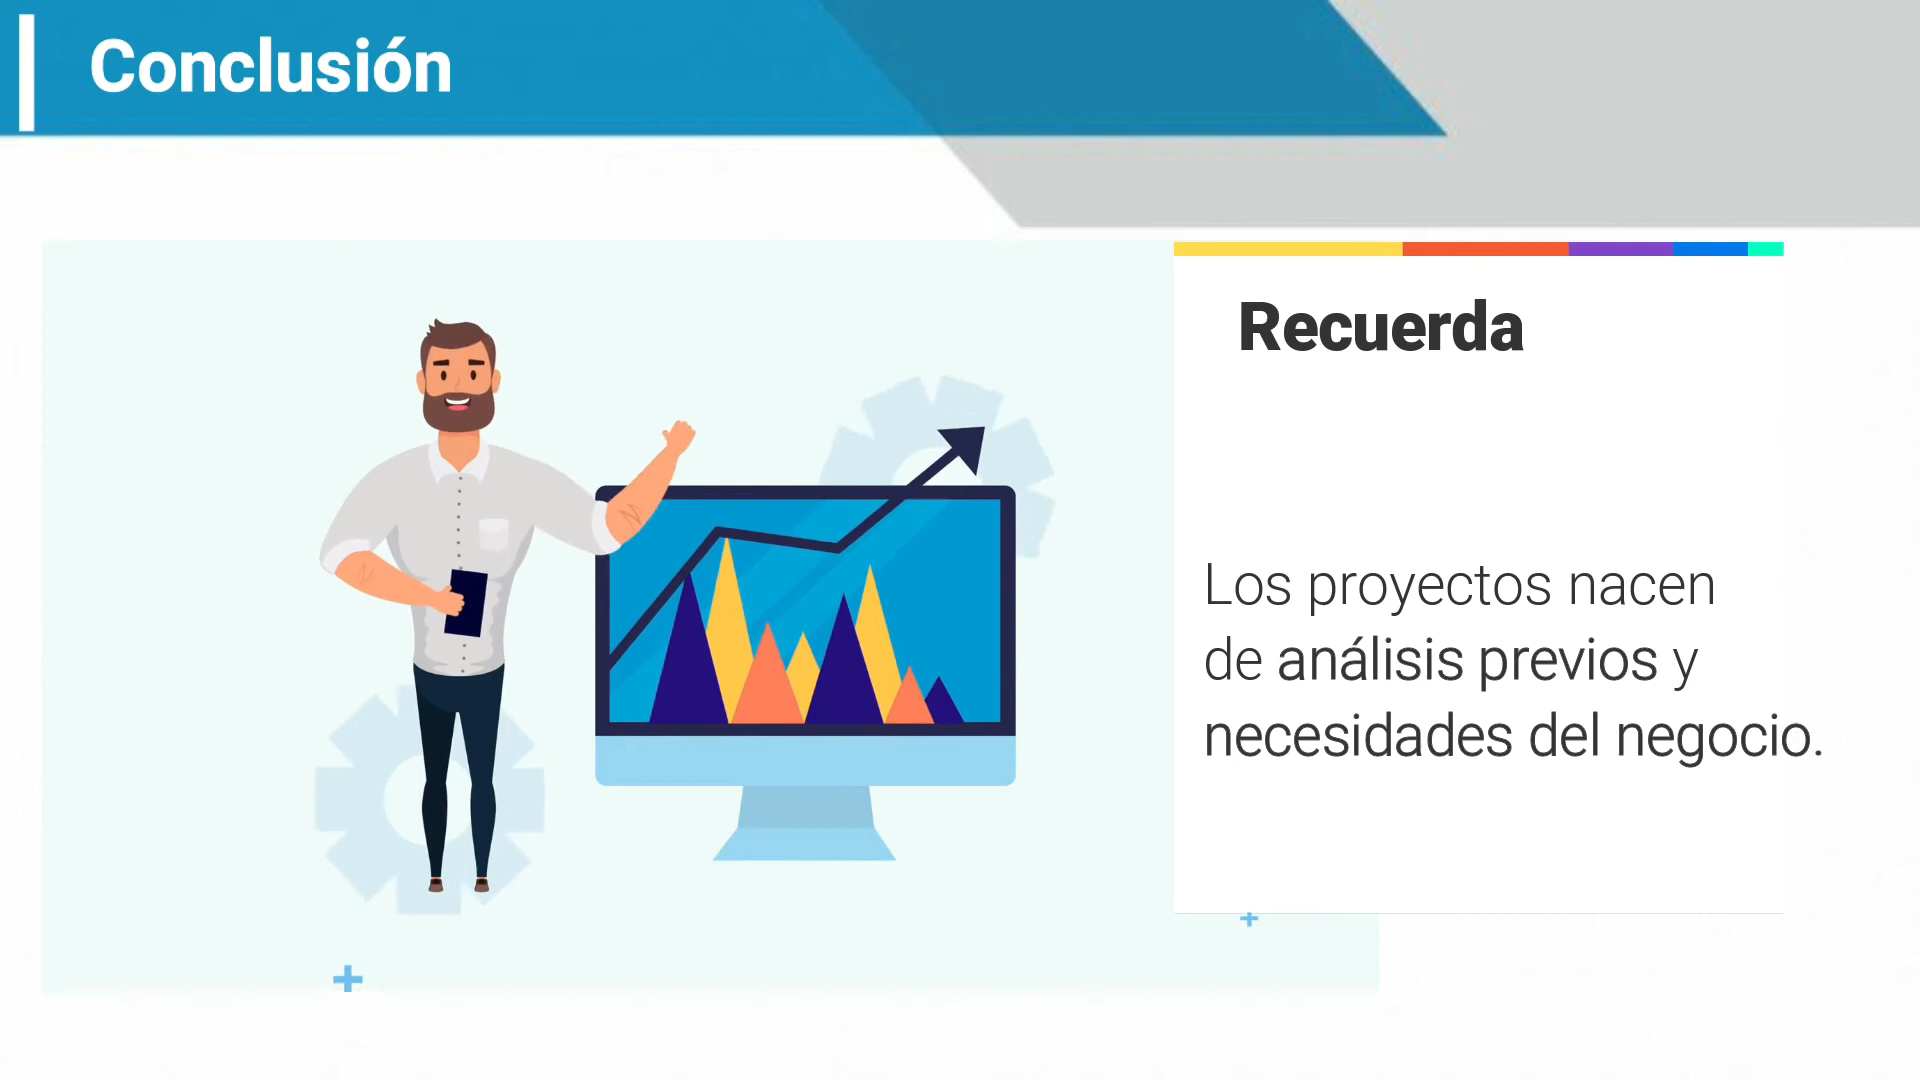 Conclusión
Recuerda
Los proyectos nacen
de análisis previos y
necesidades del negocio.